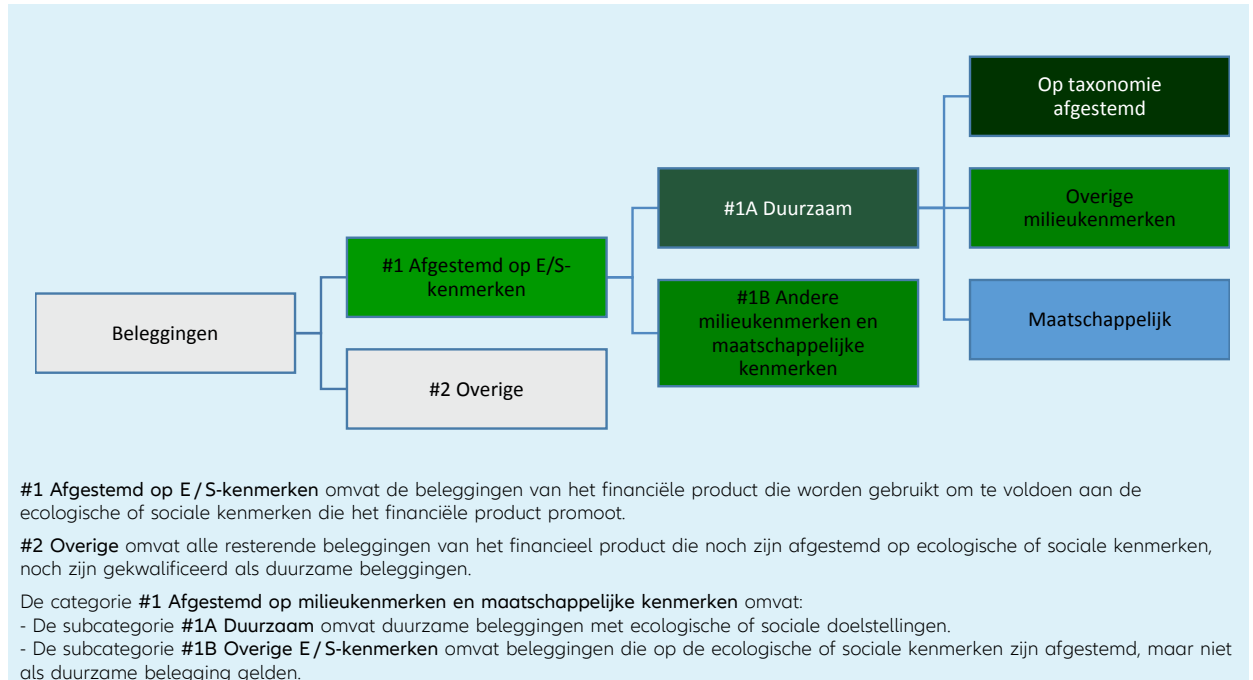 Op taxonomie
afgestemd
#1A Duurzaam
Overige
milieukenmerken
#1 Afgestemd op E/S-
kenmerken
#1B Andere
milieukenmerken en
maatschappelijke
kenmerken
Beleggingen
Maatschappelijk
#2 Overige
#1 Afgestemd op E/S-kenmerken omvat de beleggingen van het financiële product die worden gebruikt om te voldoen aan de
ecologische of sociale kenmerken die het financiële product promoot.
#2 Overige omvat alle resterende beleggingen van het financieel product die noch zijn afgestemd op ecologische of sociale kenmerken,
noch zijn gekwalificeerd als duurzame beleggingen.
De categorie #1 Afgestemd op milieukenmerken en maatschappelijke kenmerken omvat:
- De subcategorie #1A Duurzaam omvat duurzame beleggingen met ecologische of sociale doelstellingen.
- De subcategorie #1B Overige E/S-kenmerken omvat beleggingen die op de ecologische of sociale kenmerken zijn afgestemd, maar niet
als duurzame belegging gelden.